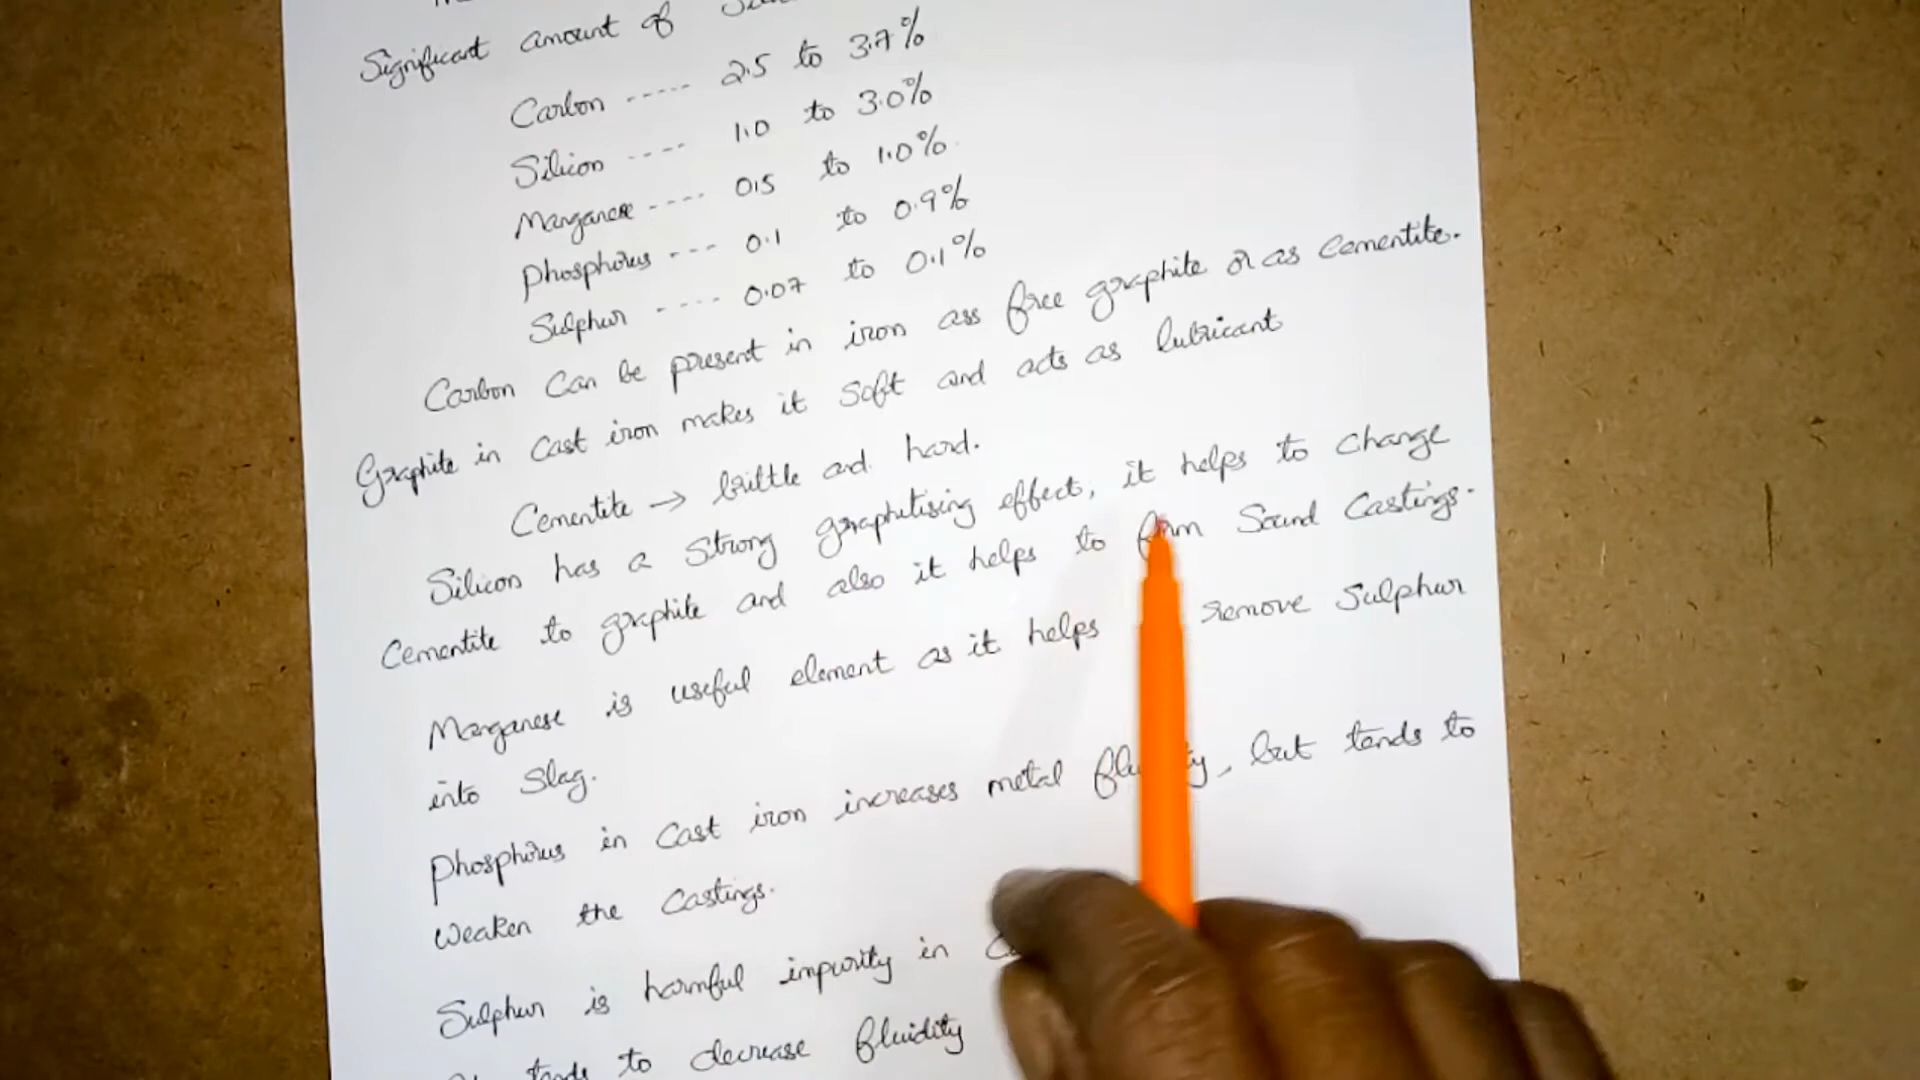 Significant amount of
Carbon ----- 2.5 to 3.7%
Silicon ---- 1.0 to 3.0%
Manganese ---- 0.5 to 1.0%
Phosphorus --- 0.1 to 0.9%
Sulphur ---- 0.07 to 0.1%
Carbon can be present in iron ass free graphite or as cementite.
Graphite in cast iron makes it soft and acts as lubricant
Cementite → brittle and hard.
Silicon has a strong graphitising effect, it helps to change
cementite to graphite and also it helps to form sound castings.
Manganese is useful element as it helps remove sulphur
into slag.
Phosphorus in cast iron increases metal fluidity, but tends to
weaken the castings.
Sulphur is harmful impurity in
tends to decrease fluidity